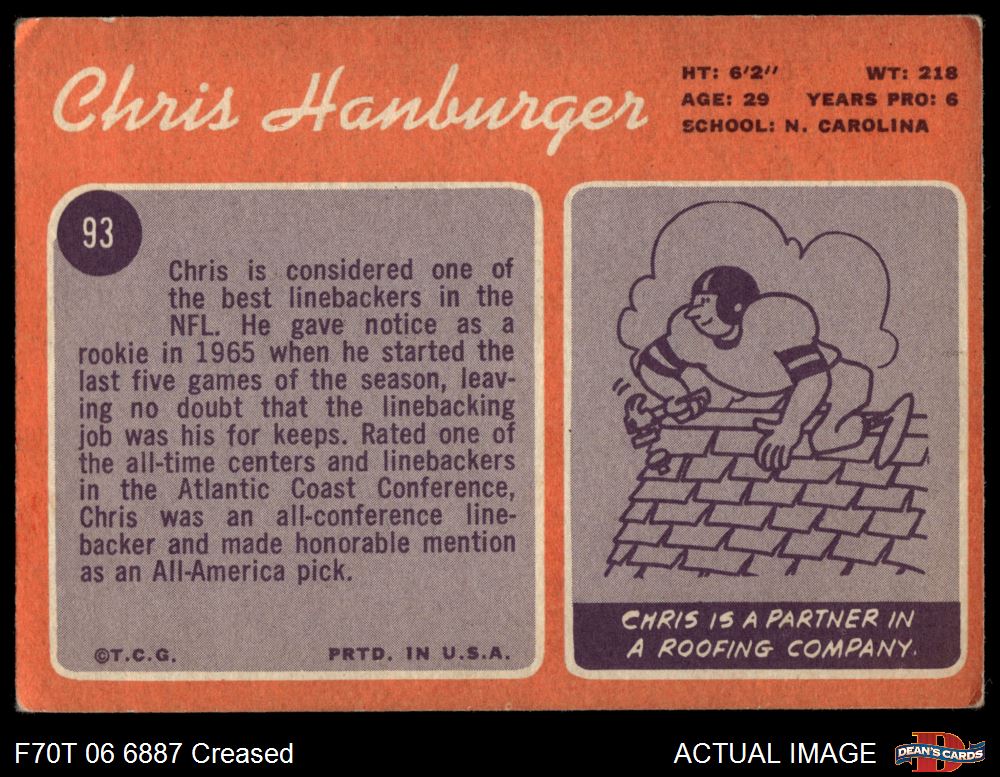 Chris Hanburger
HT: 6'2" WT: 218
AGE: 29 YEARS PRO: 6
SCHOOL: N. CAROLINA
93
Chris is considered one of
the best linebackers in the
NFL. He gave notice as a
rookie in 1965 when he started the
last five games of the season, leav-
ing no doubt that the linebacking
job was his for keeps. Rated one of
the all-time centers and linebackers
in the Atlantic Coast Conference,
Chris was an all-conference line-
backer and made honorable mention
as an All-America pick.
©T.C.G. PRTD. IN U.S.A.
CHRIS IS A PARTNER IN
A ROOFING COMPANY.
F70T 06 6887 Creased
ACTUAL IMAGE
D
DEAN'S CARDS